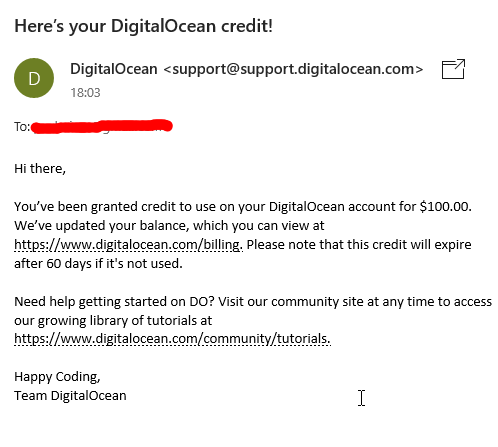 Here's your DigitalOcean credit!
D
DigitalOcean <support@support.digitalocean.com>
18:03
To:
Hi there,
You've been granted credit to use on your DigitalOcean account for $100.00.
We've updated your balance, which you can view at
https://www.digitalocean.com/billing. Please note that this credit will expire
after 60 days if it's not used.
Need help getting started on DO? Visit our community site at any time to access
our growing library of tutorials at
https://www.digitalocean.com/community/tutorials.
Happy Coding,
Team DigitalOcean